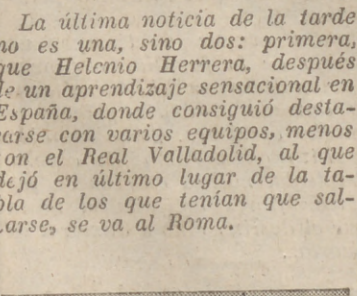 La última noticia de la tarde
no es una, sino dos: primera,
que Helenio Herrera, después
de un aprendizaje sensacional en
España, donde consiguió desta-
carse con varios equipos, menos
con el Real Valladolid, al que
dejó en último lugar de la ta-
bla de los que tenían que sal-
varse, se va al Roma.